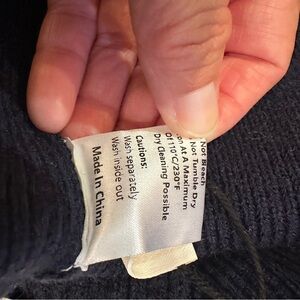 Not Bleach
Not Tumble Dry
on At A Maximum
Of 110°C/230°F
Dry Cleaning Possible
Cautions:
Wash separately
Wash inside out
Made In China